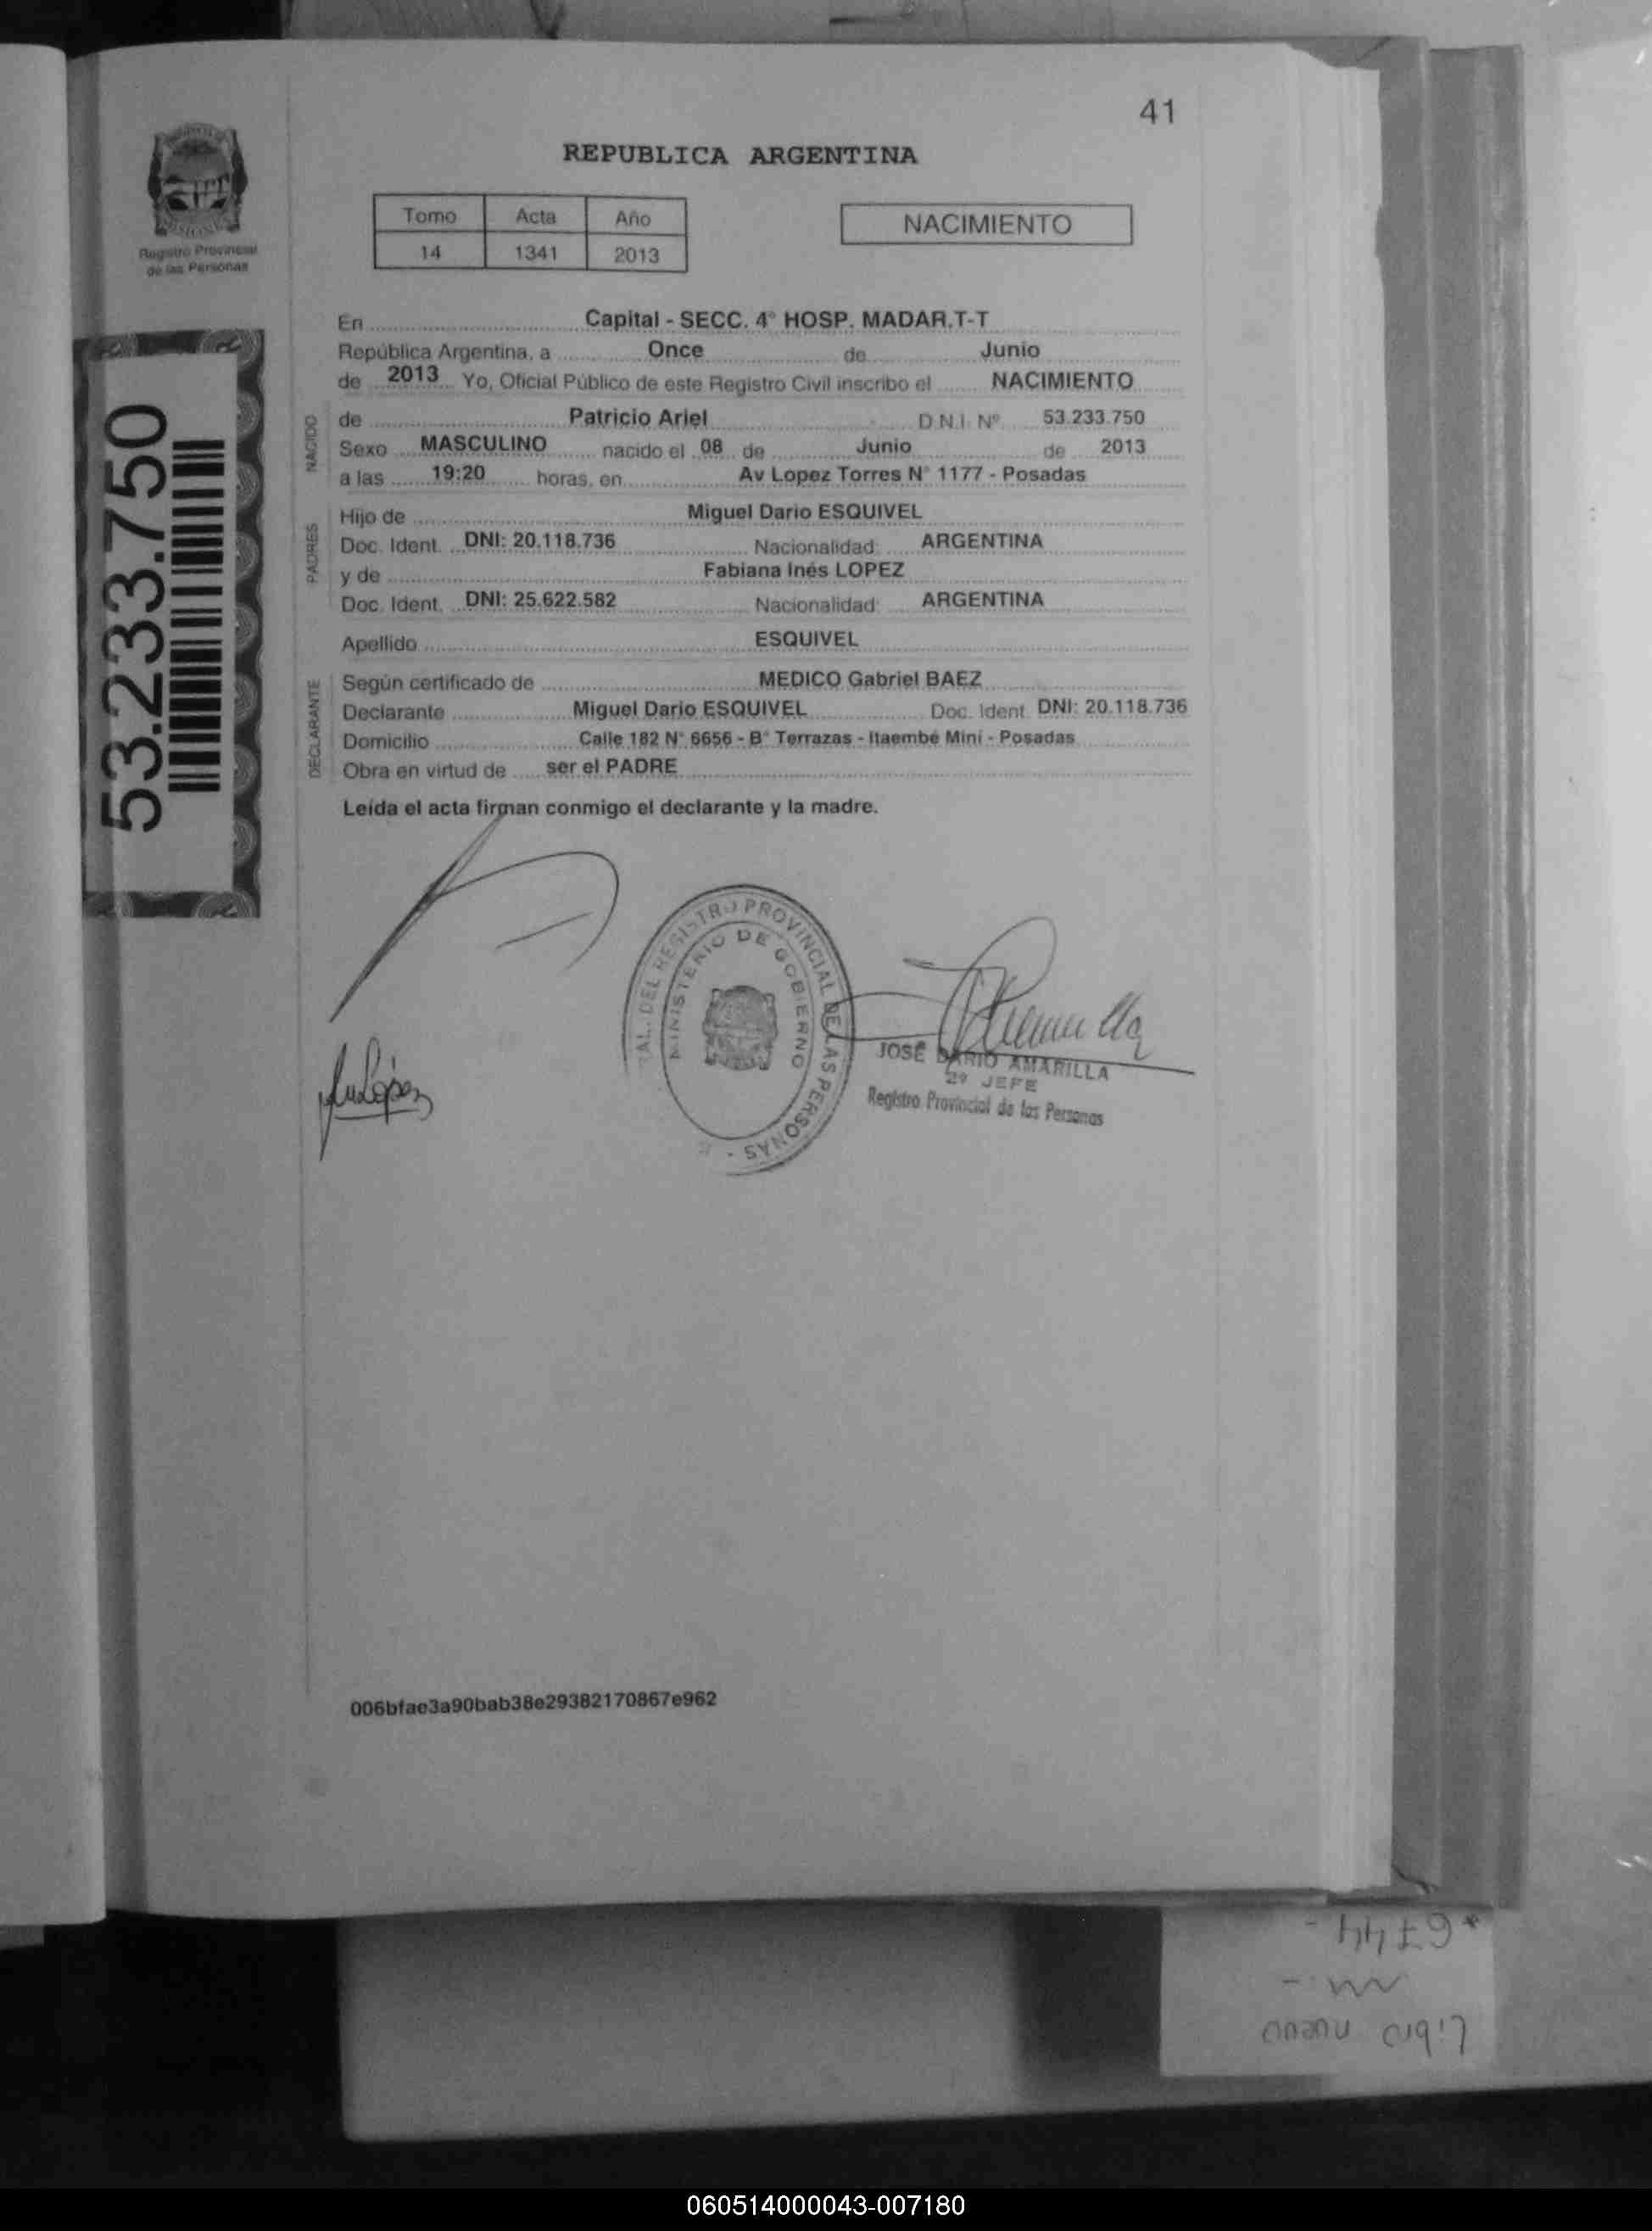 41
REPUBLICA ARGENTINA
Registro Provincial
de las Personas
Tomo Acta Año
14 1341 2013
NACIMIENTO
53.233.750
En Capital - SECC. 4° HOSP. MADAR.T-T
República Argentina, a Once de Junio
de 2013 Yo, Oficial Público de este Registro Civil inscribo el NACIMIENTO
NACIDO
de Patricio Ariel D.N.I. Nº 53.233.750
Sexo MASCULINO nacido el 08 de Junio de 2013
a las 19:20 horas, en Av Lopez Torres N° 1177 - Posadas
PADRES
Hijo de Miguel Dario ESQUIVEL
Doc. Ident. DNI: 20.118.736 Nacionalidad: ARGENTINA
y de Fabiana Inés LOPEZ
Doc. Ident. DNI: 25.622.582 Nacionalidad: ARGENTINA
Apellido ESQUIVEL
DECLARANTE
Según certificado de MEDICO Gabriel BAEZ
Declarante Miguel Dario ESQUIVEL Doc. Ident. DNI: 20.118.736
Domicilio Calle 182 N° 6656 - B° Terrazas - Itaembé Miní - Posadas
Obra en virtud de ser el PADRE
Leída el acta firman conmigo el declarante y la madre.
DEL REGISTRO PROVINCIAL DE LAS PERSONAS -
MINISTERIO DE GOBIERNO
López
JOSÉ DARIO AMARILLA
2º JEFE
Registro Provincial de las Personas
006bfae3a90bab38e29382170867e962
Libro nuevo
*6744-
060514000043-007180